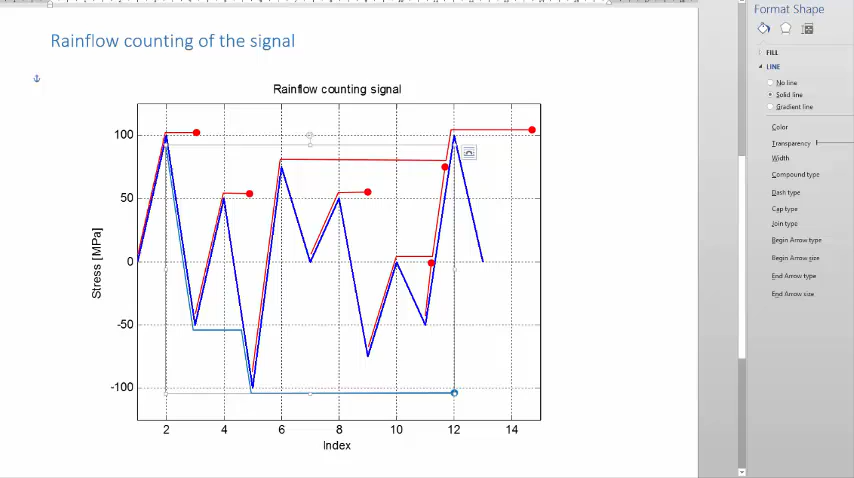 Format Shape
Rainflow counting of the signal
FILL
LINE
No line
Solid line
Gradient line
Color
Transparency
Width
Compound type
Dash type
Cap type
Join type
Begin Arrow type
Begin Arrow size
End Arrow type
End Arrow size
Rainflow counting signal
100
50
0
-50
-100
Stress [MPa]
2 4 6 8 10 12 14
Index